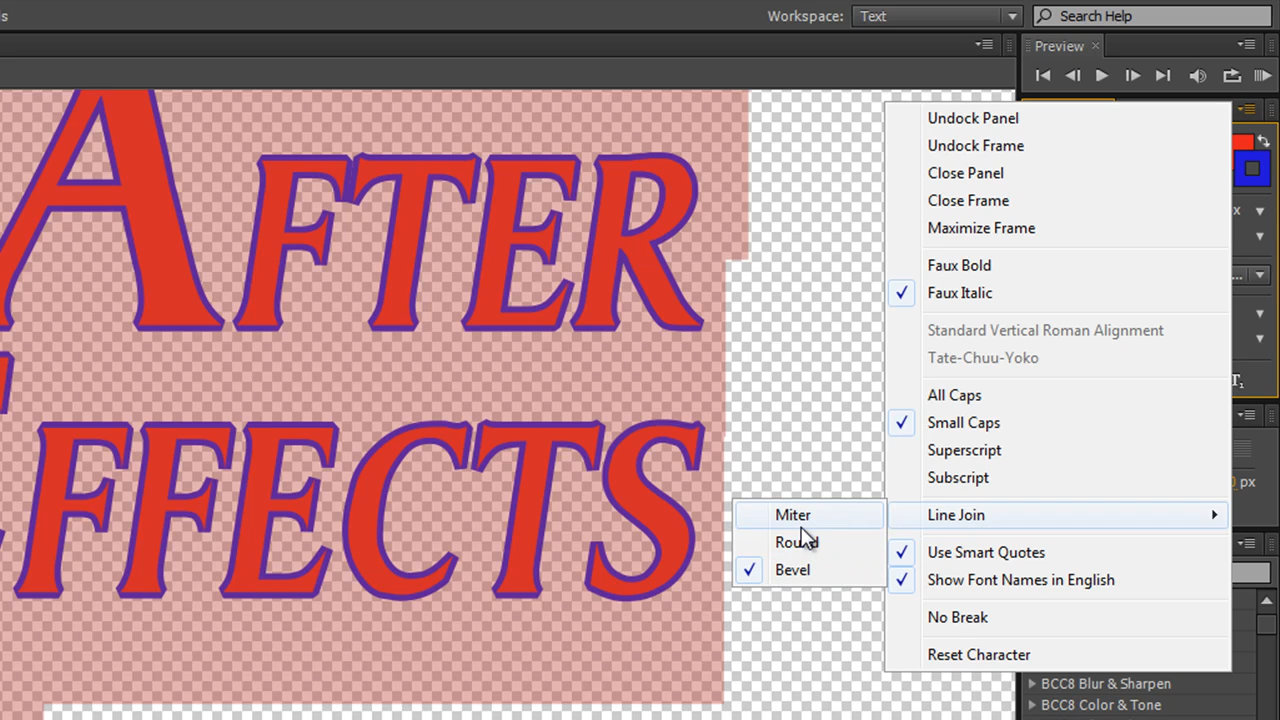 s
Workspace:
Text
Search Help
Preview
AFTER
EFFECTS
Undock Panel
Undock Frame
Close Panel
Close Frame
Maximize Frame
Faux Bold
Faux Italic
Standard Vertical Roman Alignment
Tate-Chuu-Yoko
All Caps
Small Caps
Superscript
Subscript
Line Join
Miter
Round
Bevel
Use Smart Quotes
Show Font Names in English
No Break
Reset Character
x
...
T₁
0 px
BCC8 Blur & Sharpen
BCC8 Color & Tone